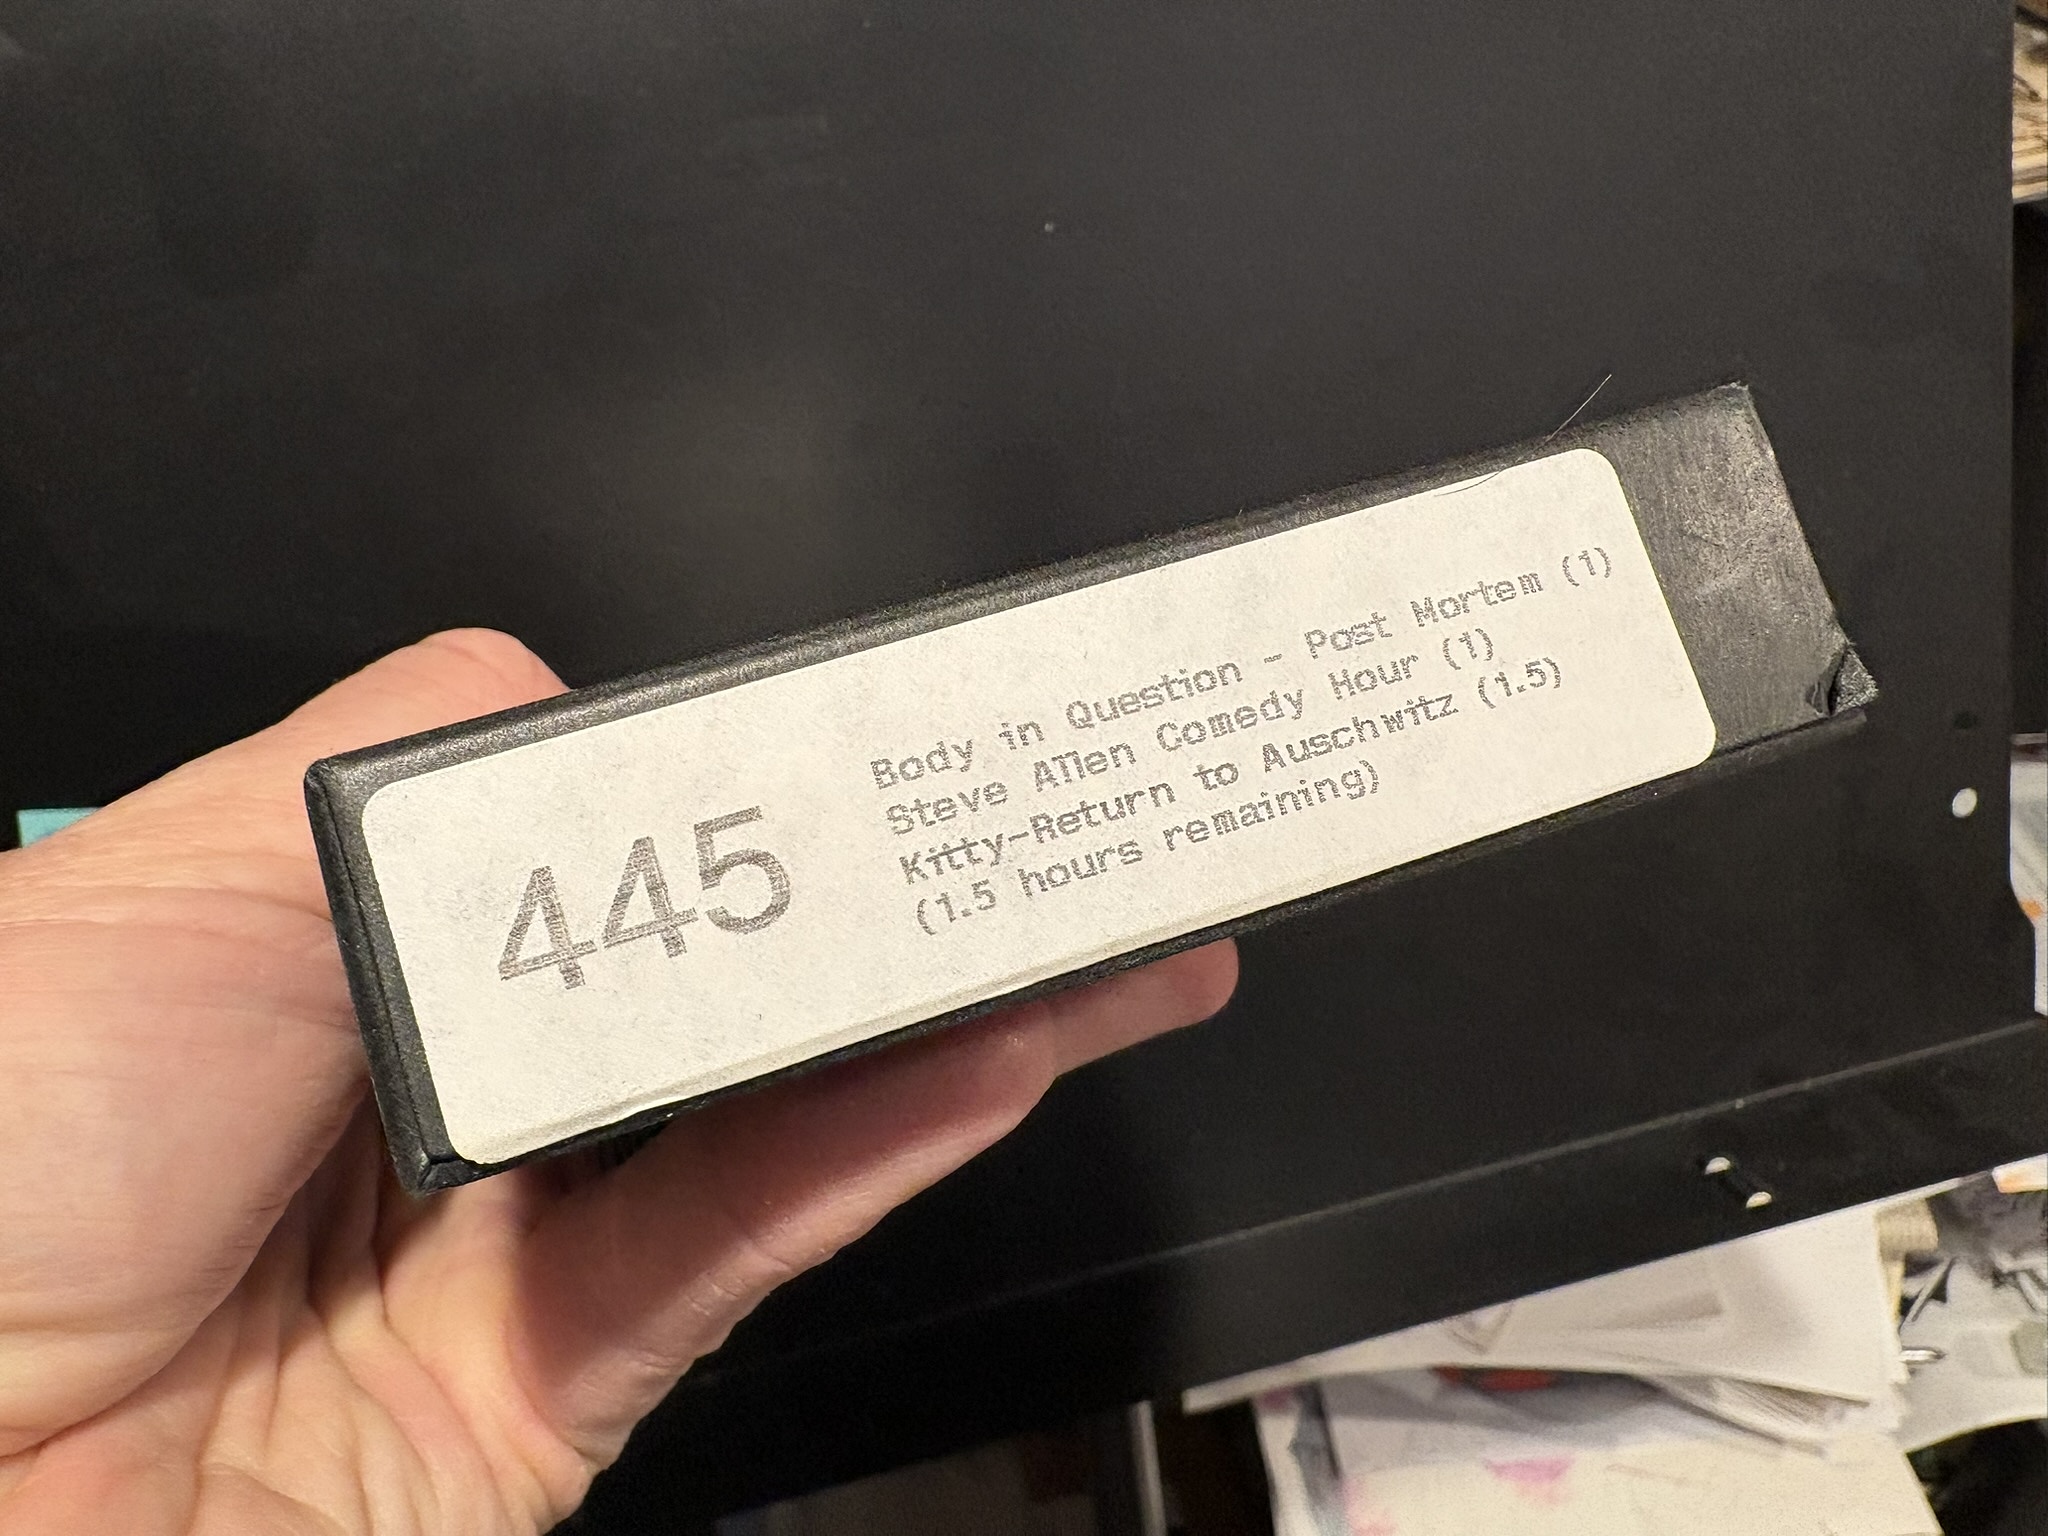 445
Body in Question - Post Mortem (1)
Steve Allen Comedy Hour (1)
Kitty-Return to Auschwitz (1.5)
(1.5 hours remaining)